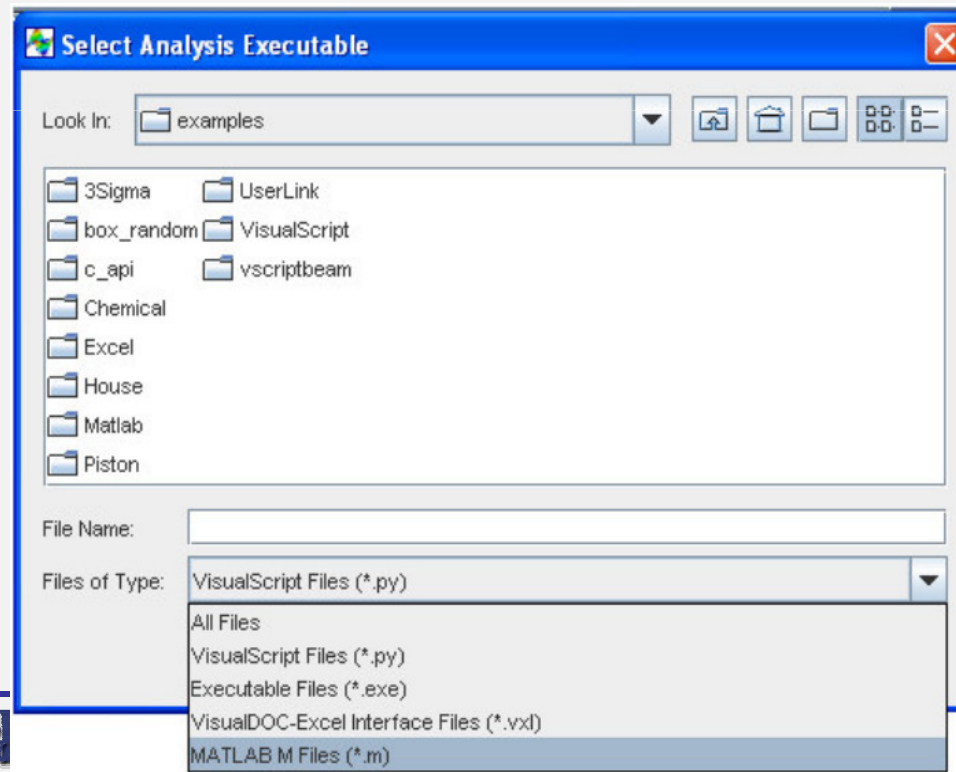 Select Analysis Executable
Look In: examples
3Sigma UserLink
box_random VisualScript
c_api vscriptbeam
Chemical
Excel
House
Matlab
Piston
File Name:
Files of Type: VisualScript Files (*.py)
All Files
VisualScript Files (*.py)
Executable Files (*.exe)
VisualDOC-Excel Interface Files (*.vxl)
MATLAB M Files (*.m)